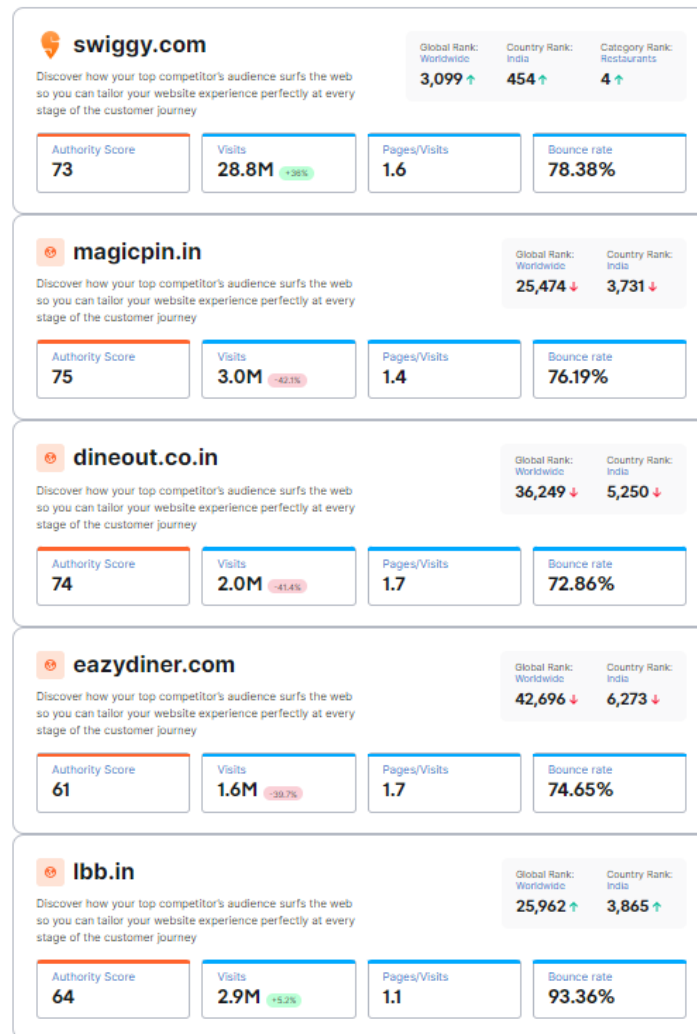 swiggy.com
Discover how your top competitor's audience surfs the web
so you can tailor your website experience perfectly at every
stage of the customer journey
Global Rank: Country Rank: Category Rank:
Worldwide India Restaurants
3,099 ↑ 454 ↑ 4 ↑
Authority Score Visits Pages/Visits Bounce rate
73 28.8M +36% 1.6 78.38%
magicpin.in
Discover how your top competitor's audience surfs the web
so you can tailor your website experience perfectly at every
stage of the customer journey
Global Rank: Country Rank:
Worldwide India
25,474 ↓ 3,731 ↓
Authority Score Visits Pages/Visits Bounce rate
75 3.0M -42.1% 1.4 76.19%
dineout.co.in
Discover how your top competitor's audience surfs the web
so you can tailor your website experience perfectly at every
stage of the customer journey
Global Rank: Country Rank:
Worldwide India
36,249 ↓ 5,250 ↓
Authority Score Visits Pages/Visits Bounce rate
74 2.0M -41.4% 1.7 72.86%
eazydiner.com
Discover how your top competitor's audience surfs the web
so you can tailor your website experience perfectly at every
stage of the customer journey
Global Rank: Country Rank:
Worldwide India
42,696 ↓ 6,273 ↓
Authority Score Visits Pages/Visits Bounce rate
61 1.6M -39.7% 1.7 74.65%
lbb.in
Discover how your top competitor's audience surfs the web
so you can tailor your website experience perfectly at every
stage of the customer journey
Global Rank: Country Rank:
Worldwide India
25,962 ↑ 3,865 ↑
Authority Score Visits Pages/Visits Bounce rate
64 2.9M +5.2% 1.1 93.36%